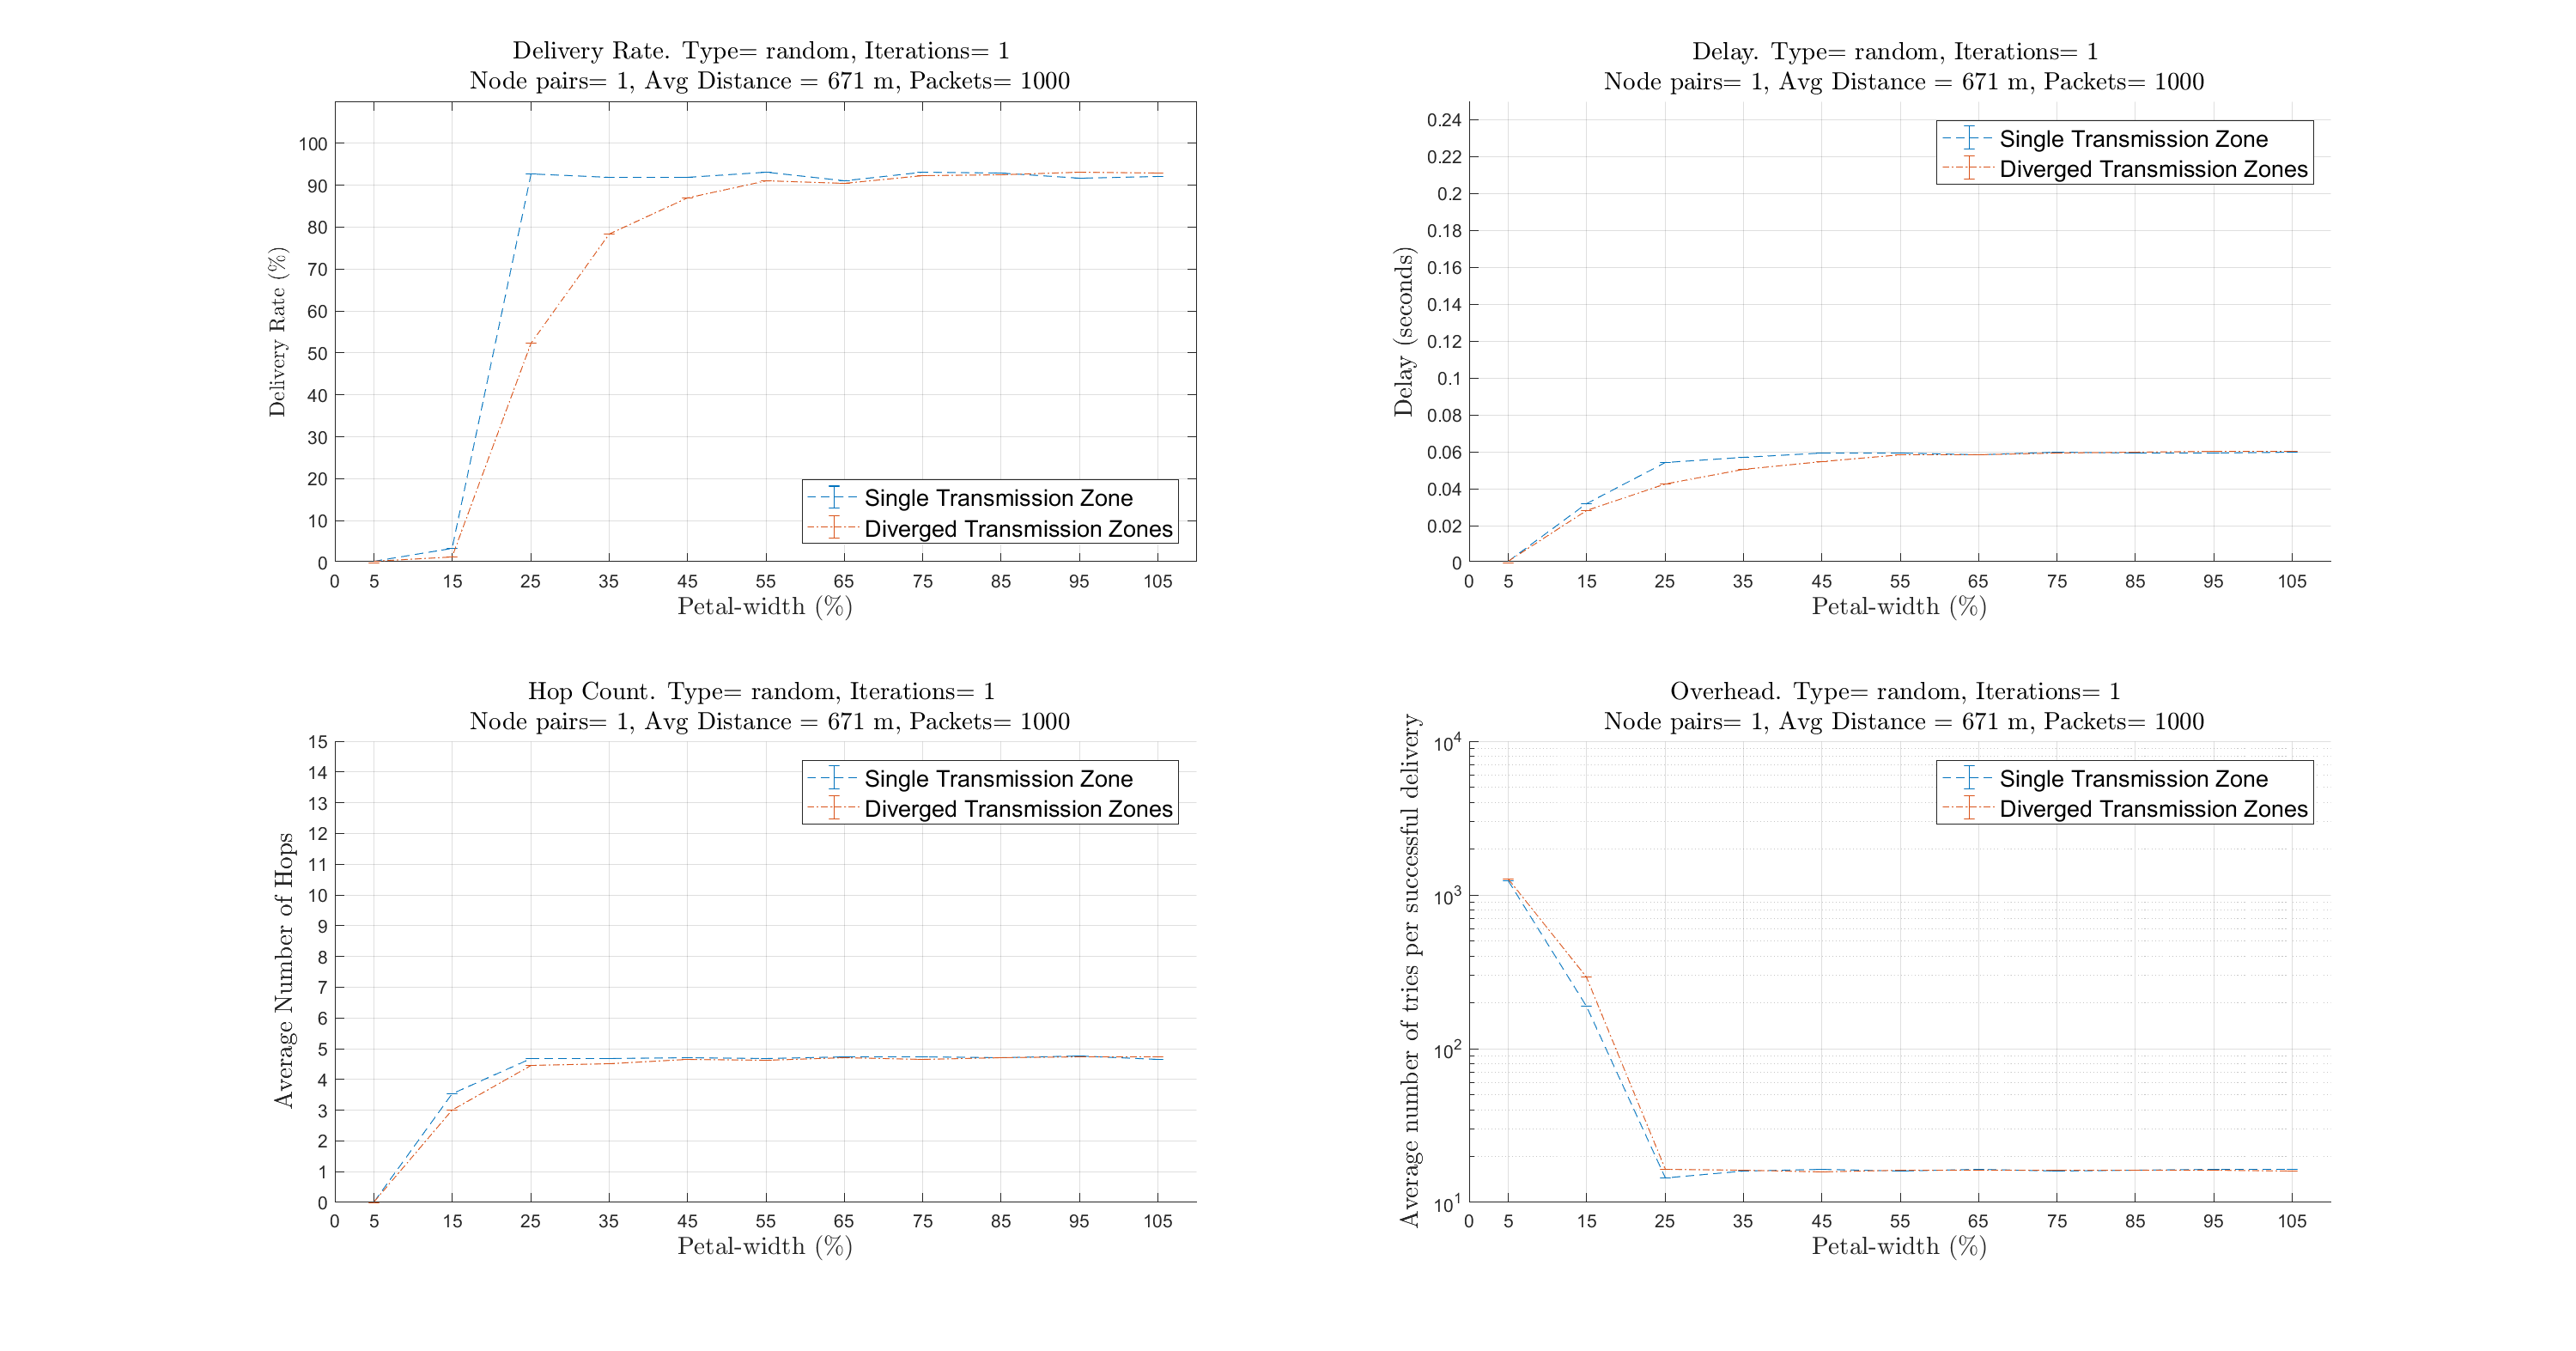 Delivery Rate. Type= random, Iterations= 1
Node pairs= 1, Avg Distance = 671 m, Packets= 1000
Delivery Rate (%)
100
90
80
70
60
50
40
30
20
10
0
Single Transmission Zone
Diverged Transmission Zones
0 5 15 25 35 45 55 65 75 85 95 105
Petal-width (%)
Delay. Type= random, Iterations= 1
Node pairs= 1, Avg Distance = 671 m, Packets= 1000
Delay (seconds)
0.24
0.22
0.2
0.18
0.16
0.14
0.12
0.1
0.08
0.06
0.04
0.02
0
Single Transmission Zone
Diverged Transmission Zones
0 5 15 25 35 45 55 65 75 85 95 105
Petal-width (%)
Hop Count. Type= random, Iterations= 1
Node pairs= 1, Avg Distance = 671 m, Packets= 1000
Average Number of Hops
15
14
13
12
11
10
9
8
7
6
5
4
3
2
1
0
Single Transmission Zone
Diverged Transmission Zones
0 5 15 25 35 45 55 65 75 85 95 105
Petal-width (%)
Overhead. Type= random, Iterations= 1
Node pairs= 1, Avg Distance = 671 m, Packets= 1000
Average number of tries per successful delivery
10^4
10^3
10^2
10^1
Single Transmission Zone
Diverged Transmission Zones
0 5 15 25 35 45 55 65 75 85 95 105
Petal-width (%)